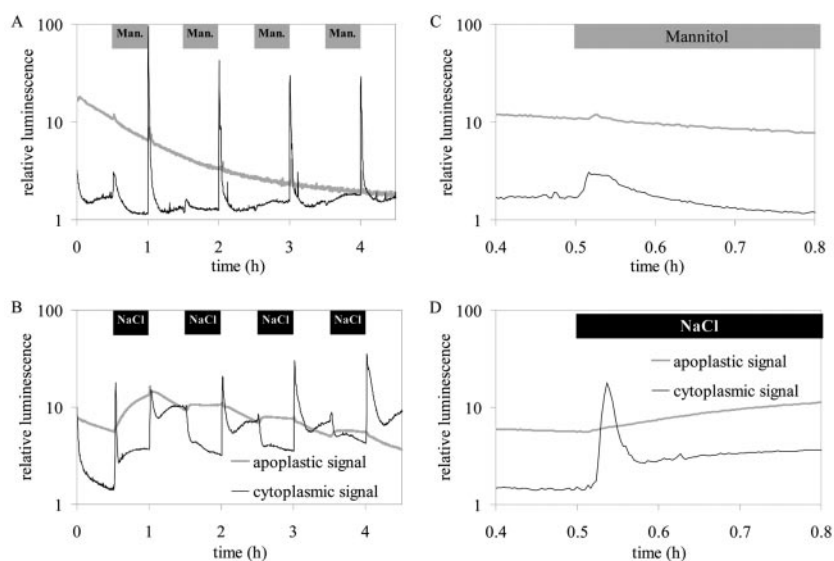 A
Man. Man. Man. Man.
100
10
1
relative luminescence
0 1 2 3 4
time (h)
C
Mannitol
100
10
1
relative luminescence
0.4 0.5 0.6 0.7 0.8
time (h)
B
NaCl NaCl NaCl NaCl
100
10
1
relative luminescence
apoplastic signal
cytoplasmic signal
0 1 2 3 4
time (h)
D
NaCl
100
10
1
relative luminescence
apoplastic signal
cytoplasmic signal
0.4 0.5 0.6 0.7 0.8
time (h)